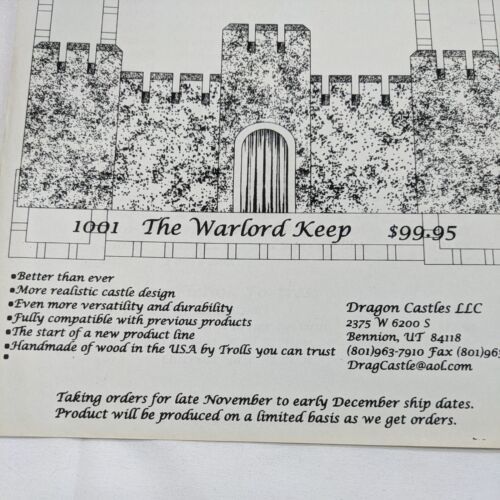 1001 The Warlord Keep $99.95
•Better than ever
•More realistic castle design
•Even more versatility and durability
•Fully compatible with previous products
•The start of a new product line
•Handmade of wood in the USA by Trolls you can trust
•
Dragon Castles LLC
2375 W 6200 S
Bennion, UT 84118
(801)963-7910 Fax (801)963
DragCastle@aol.com
Taking orders for late November to early December ship dates.
Product will be produced on a limited basis as we get orders.